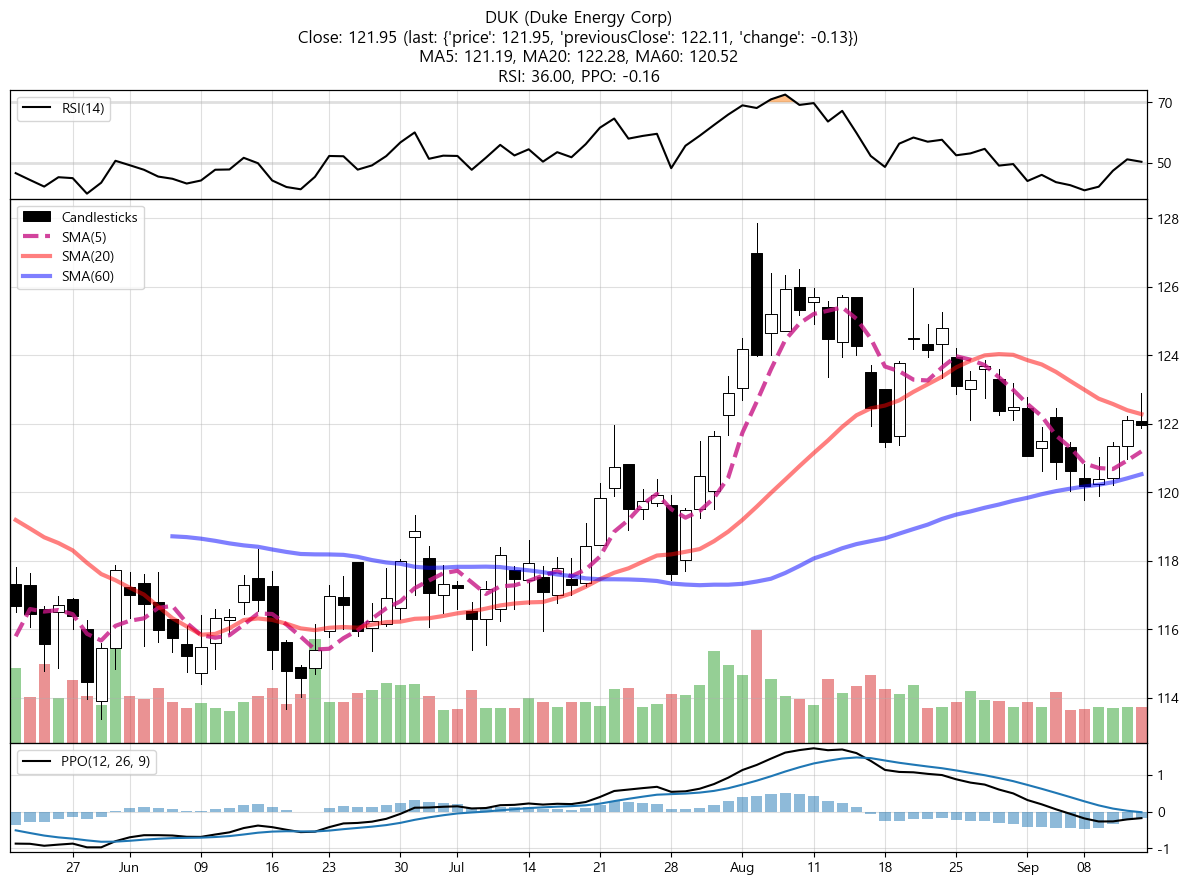 DUK (Duke Energy Corp)
Close: 121.95 (last: {'price': 121.95, 'previousClose': 122.11, 'change': -0.13})
MA5: 121.19, MA20: 122.28, MA60: 120.52
RSI: 36.00, PPO: -0.16
RSI(14)
70
50
Candlesticks
SMA(5)
SMA(20)
SMA(60)
128
126
124
122
120
118
116
114
PPO(12, 26, 9)
1
0
-1
27 Jun 09 16 23 30 Jul 14 21 28 Aug 11 18 25 Sep 08